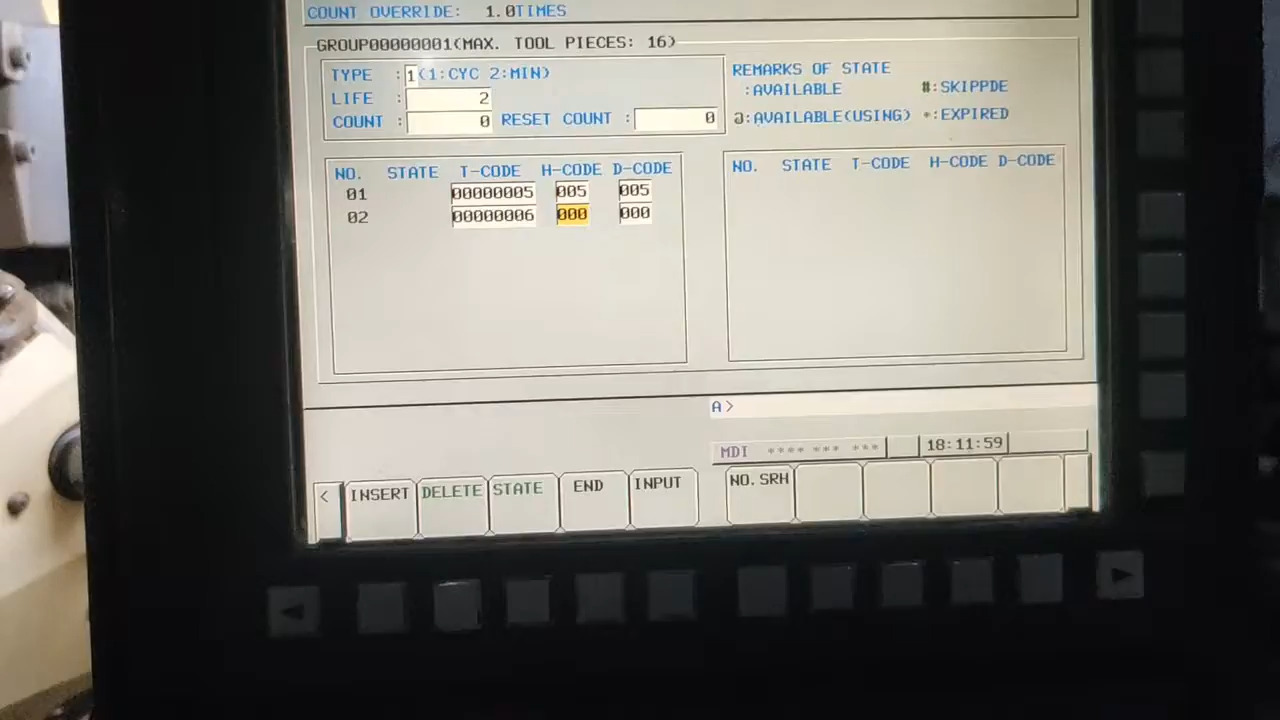 COUNT OVERRIDE: 1.0TIMES
GROUP00000001(MAX. TOOL PIECES: 16)
TYPE :1(1:CYC 2:MIN)
LIFE : 2
COUNT : 0 RESET COUNT : 0
REMARKS OF STATE
:AVAILABLE #:SKIPPDE
@:AVAILABLE(USING) *:EXPIRED
NO. STATE T-CODE H-CODE D-CODE
01 00000005 005 005
02 00000006 000 000
NO. STATE T-CODE H-CODE D-CODE
A>
MDI **** *** *** 18:11:59
< INSERT DELETE STATE END INPUT NO.SRH